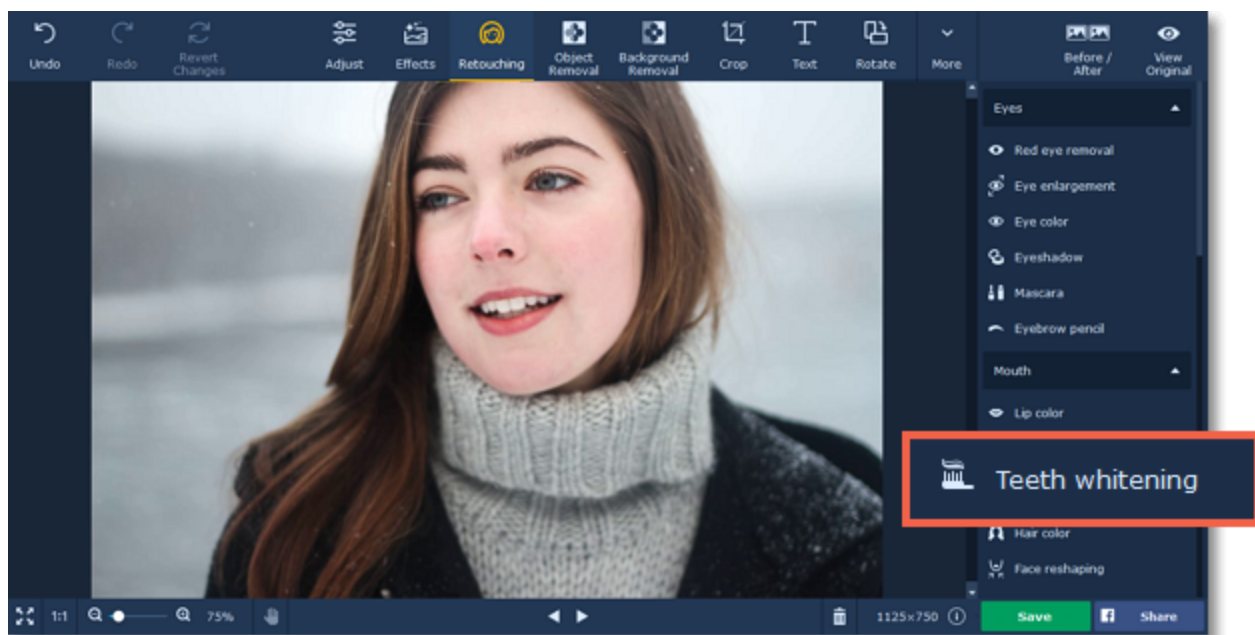 Undo
Redo
Revert
Changes
Adjust
Effects
Retouching
Object
Removal
Background
Removal
Crop
Text
Rotate
More
Before /
After
View
Original
Eyes
Red eye removal
Eye enlargement
Eye color
Eyeshadow
Mascara
Eyebrow pencil
Mouth
Lip color
Teeth whitening
Hair color
Face reshaping
1:1
75%
1125×750
Save
f
Share